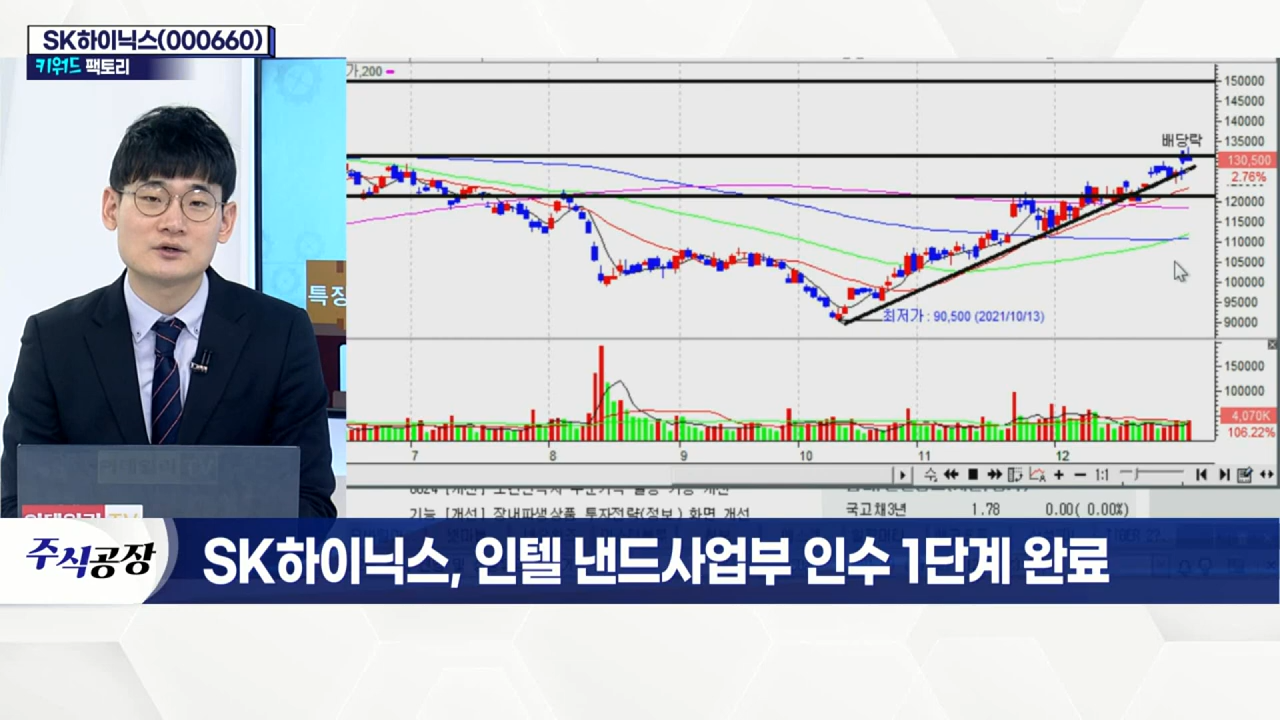 SK하이닉스(000660)
키워드 팩토리
가,200
150000
145000
140000
135000
배당락
130,500
2.76%
120000
115000
110000
105000
100000
95000
90000
최저가 : 90,500 (2021/10/13)
특징
150000
100000
4,070K
106.22%
7 8 9 10 11 12
1:1
기능 [개선] 장내파생상품 투자전략(정보) 화면 개선
국고채3년 1.78 0.00( 0.00%)
주식공장
SK하이닉스, 인텔 낸드사업부 인수 1단계 완료